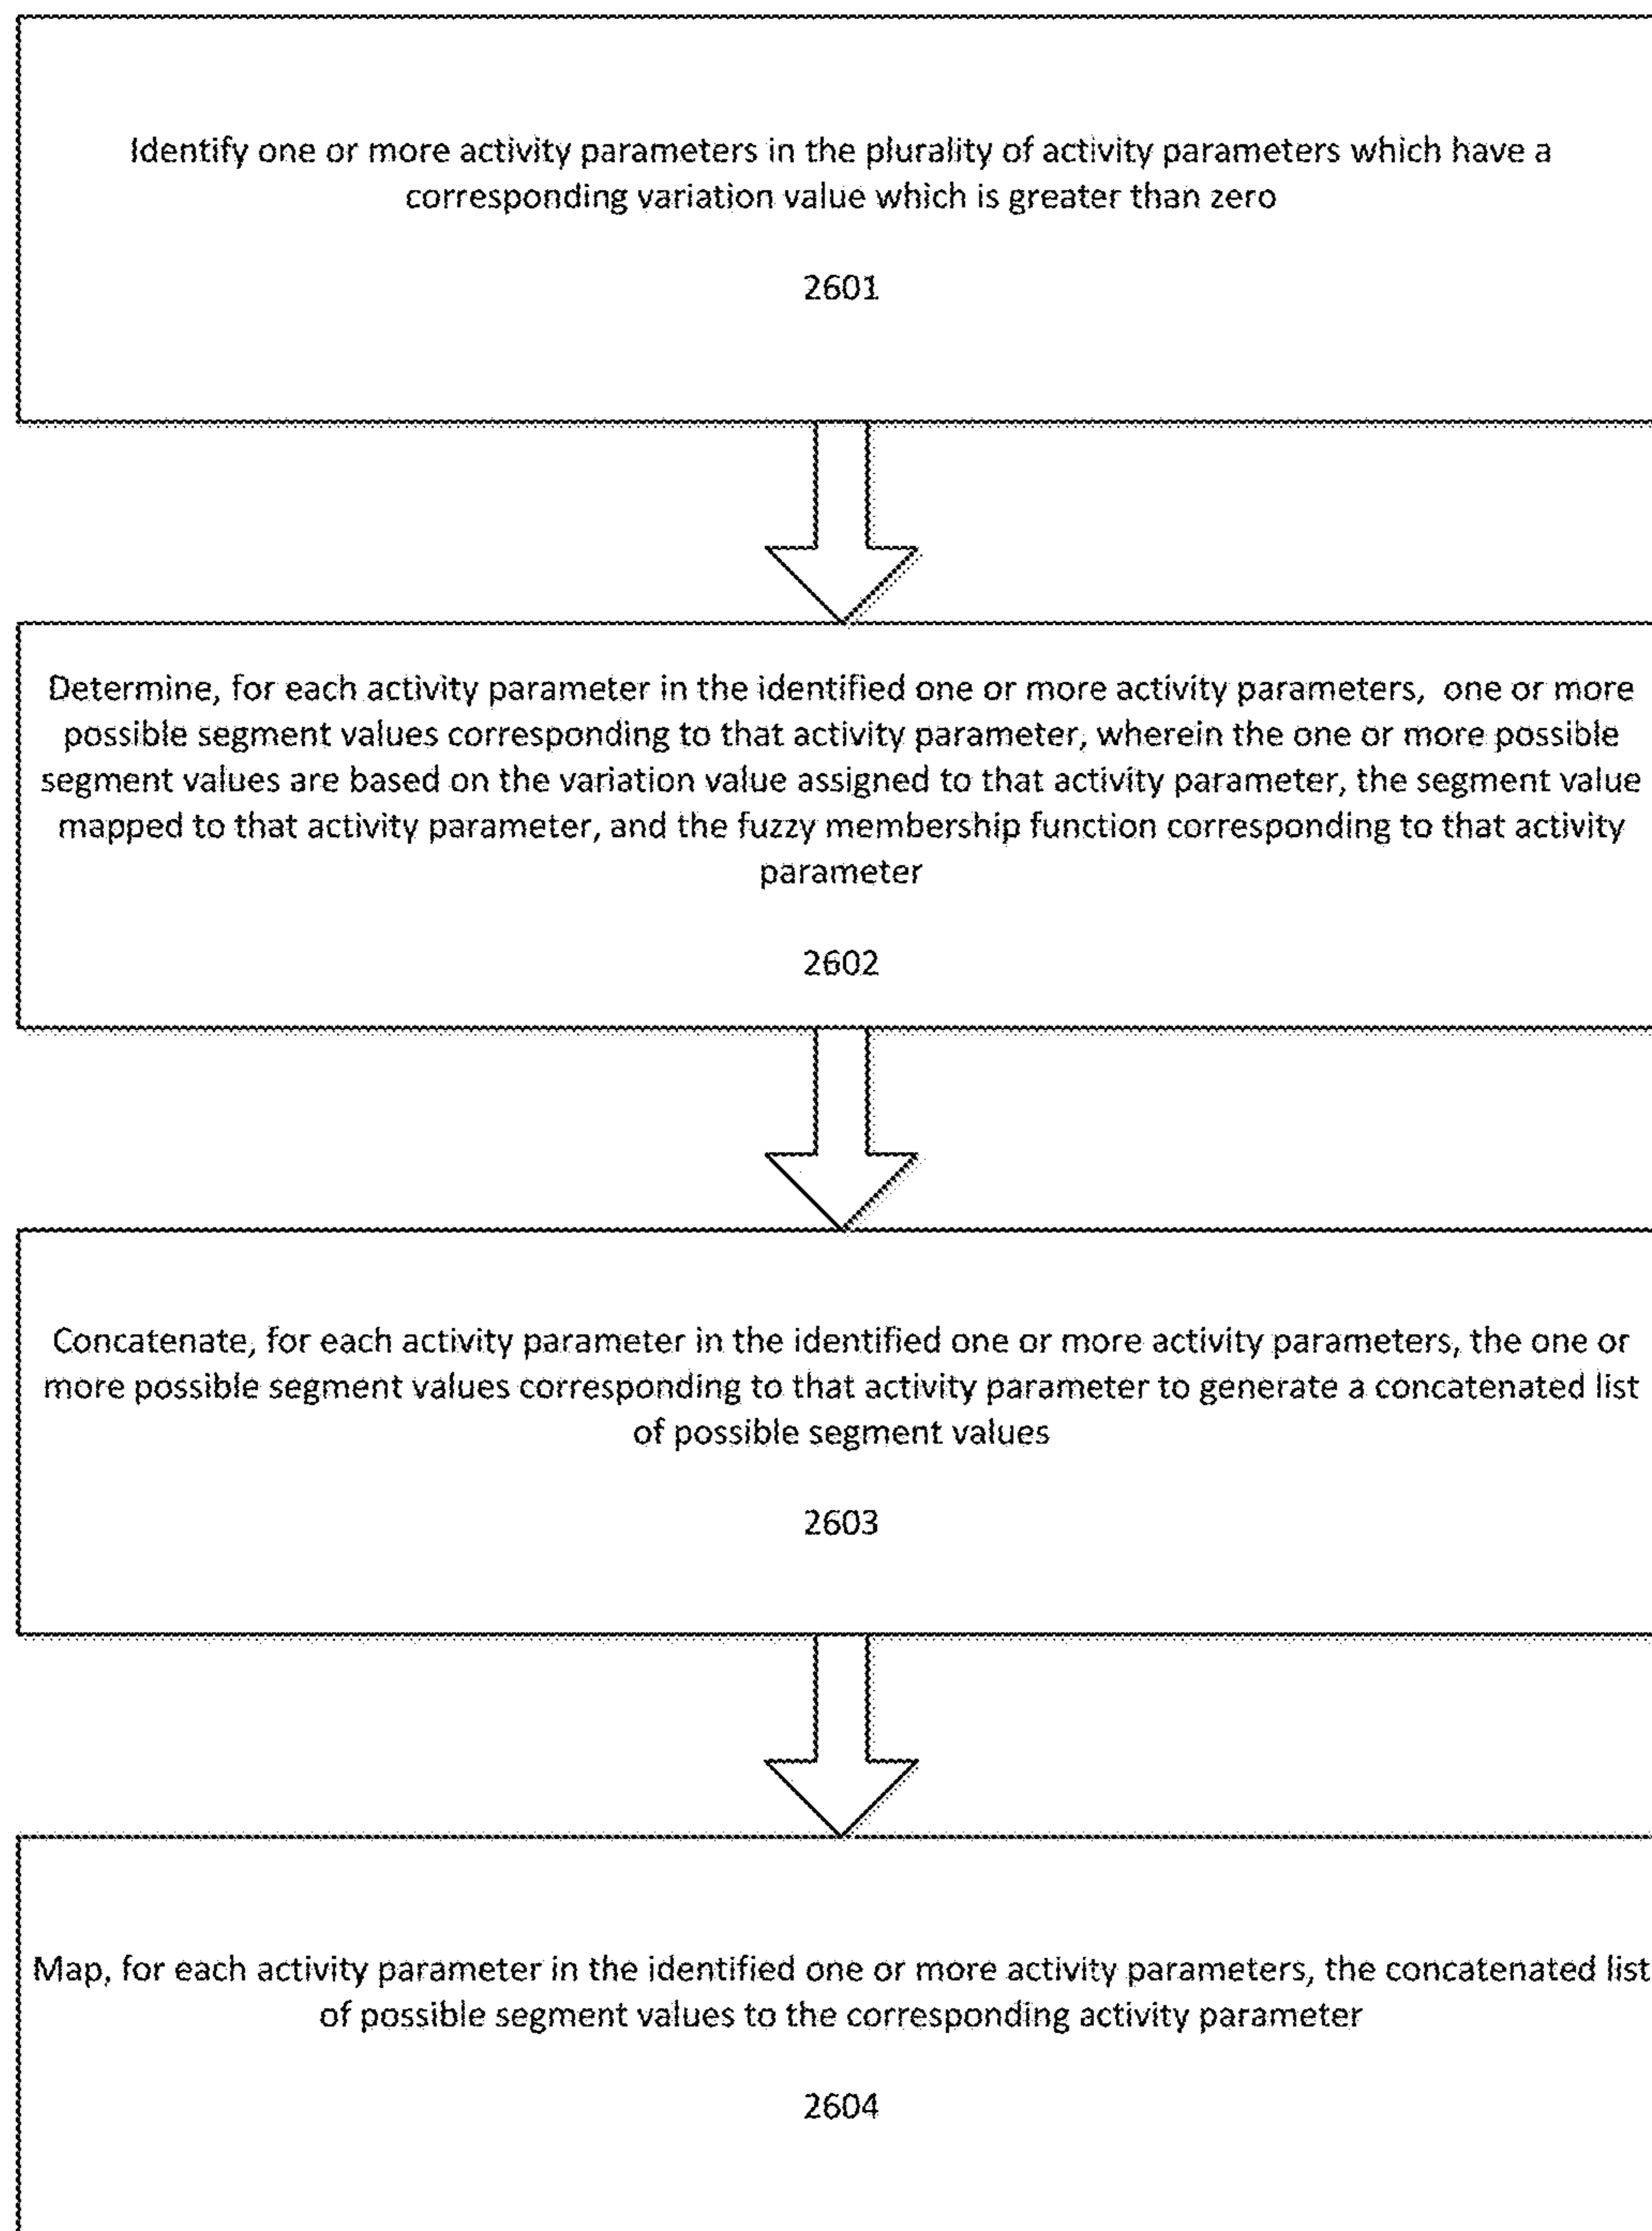 Identify one or more activity parameters in the plurality of activity parameters which have a
corresponding variation value which is greater than zero
2601
Determine, for each activity parameter in the identified one or more activity parameters, one or more
possible segment values corresponding to that activity parameter, wherein the one or more possible
segment values are based on the variation value assigned to that activity parameter, the segment value
mapped to that activity parameter, and the fuzzy membership function corresponding to that activity
parameter
2602
Concatenate, for each activity parameter in the identified one or more activity parameters, the one or
more possible segment values corresponding to that activity parameter to generate a concatenated list
of possible segment values
2603
Map, for each activity parameter in the identified one or more activity parameters, the concatenated list
of possible segment values to the corresponding activity parameter
2604